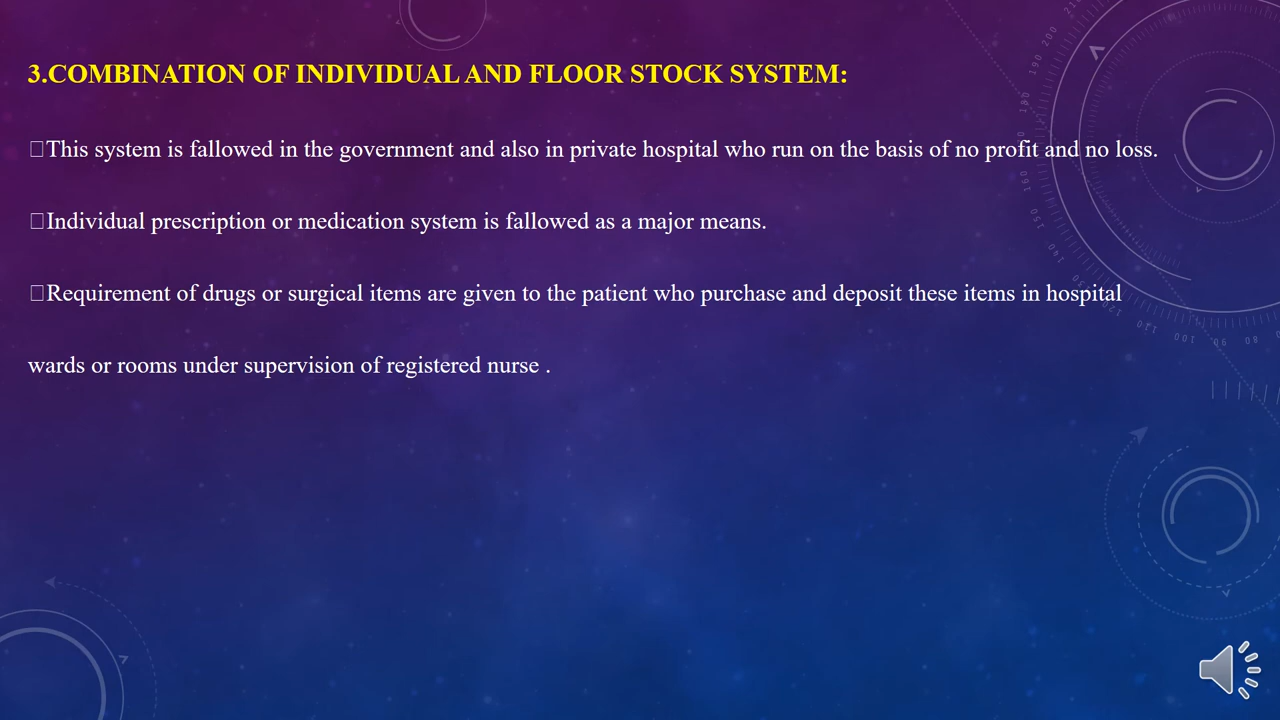 3.COMBINATION OF INDIVIDUAL AND FLOOR STOCK SYSTEM:
□This system is fallowed in the government and also in private hospital who run on the basis of no profit and no loss.
□Individual prescription or medication system is fallowed as a major means.
□Requirement of drugs or surgical items are given to the patient who purchase and deposit these items in hospital
wards or rooms under supervision of registered nurse .